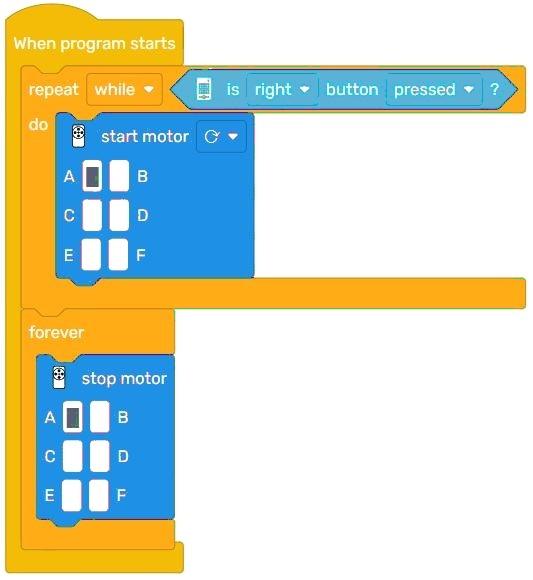 When program starts
repeat while is right button pressed ?
do
start motor
A B
C D
E F
forever
stop motor
A B
C D
E F